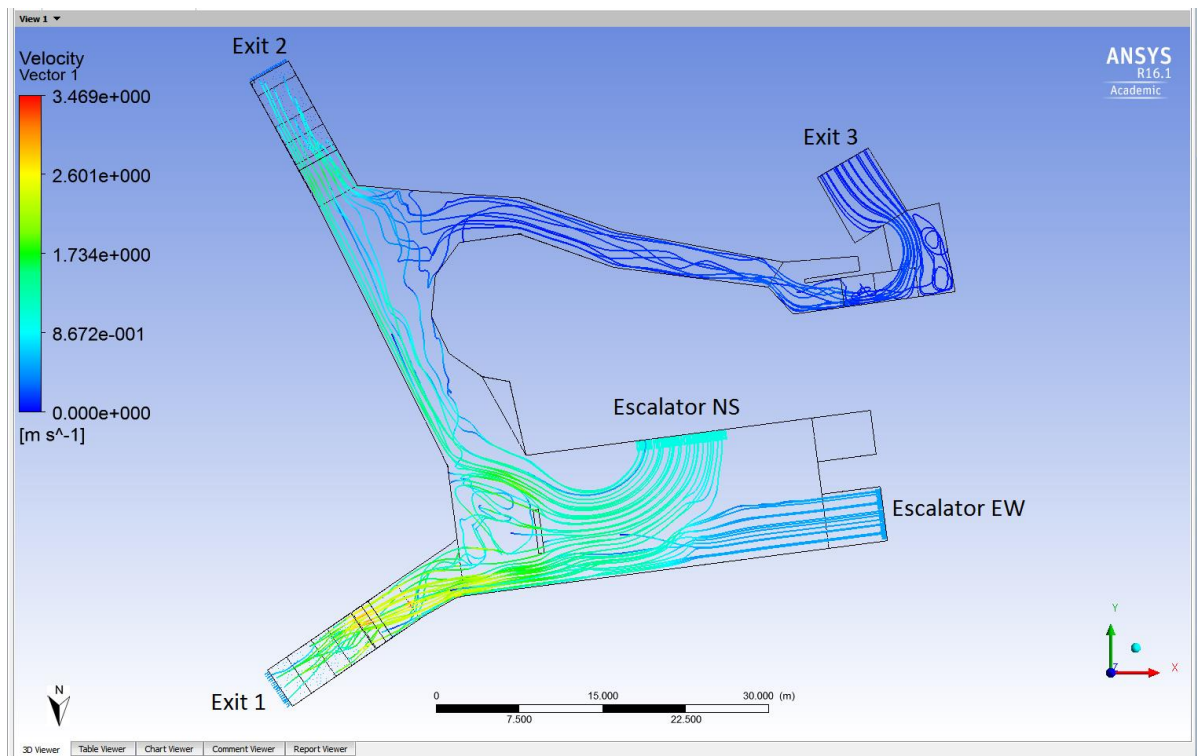 View 1
Exit 2
Velocity
Vector 1
3.469e+000
2.601e+000
1.734e+000
8.672e-001
0.000e+000
[m s^-1]
ANSYS
R16.1
Academic
Exit 3
Escalator NS
Escalator EW
Exit 1
N
0 15.000 30.000 (m)
7.500 22.500
Y
X
Z
3D Viewer Table Viewer Chart Viewer Comment Viewer Report Viewer